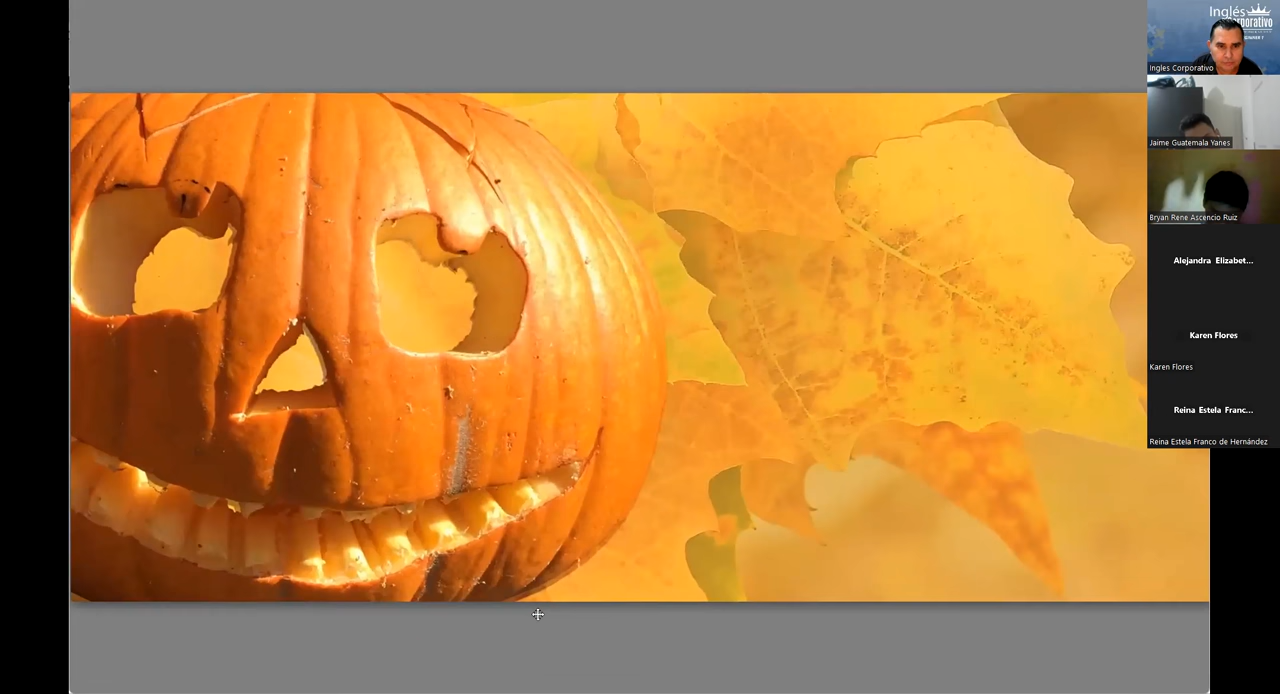 Inglés
Corporativo
Ingles Corporativo
Jaime Guatemala Yanes
Bryan Rene Ascencio Ruiz
Alejandra Elizabet...
Karen Flores
Karen Flores
Reina Estela Franc...
Reina Estela Franco de Hernández